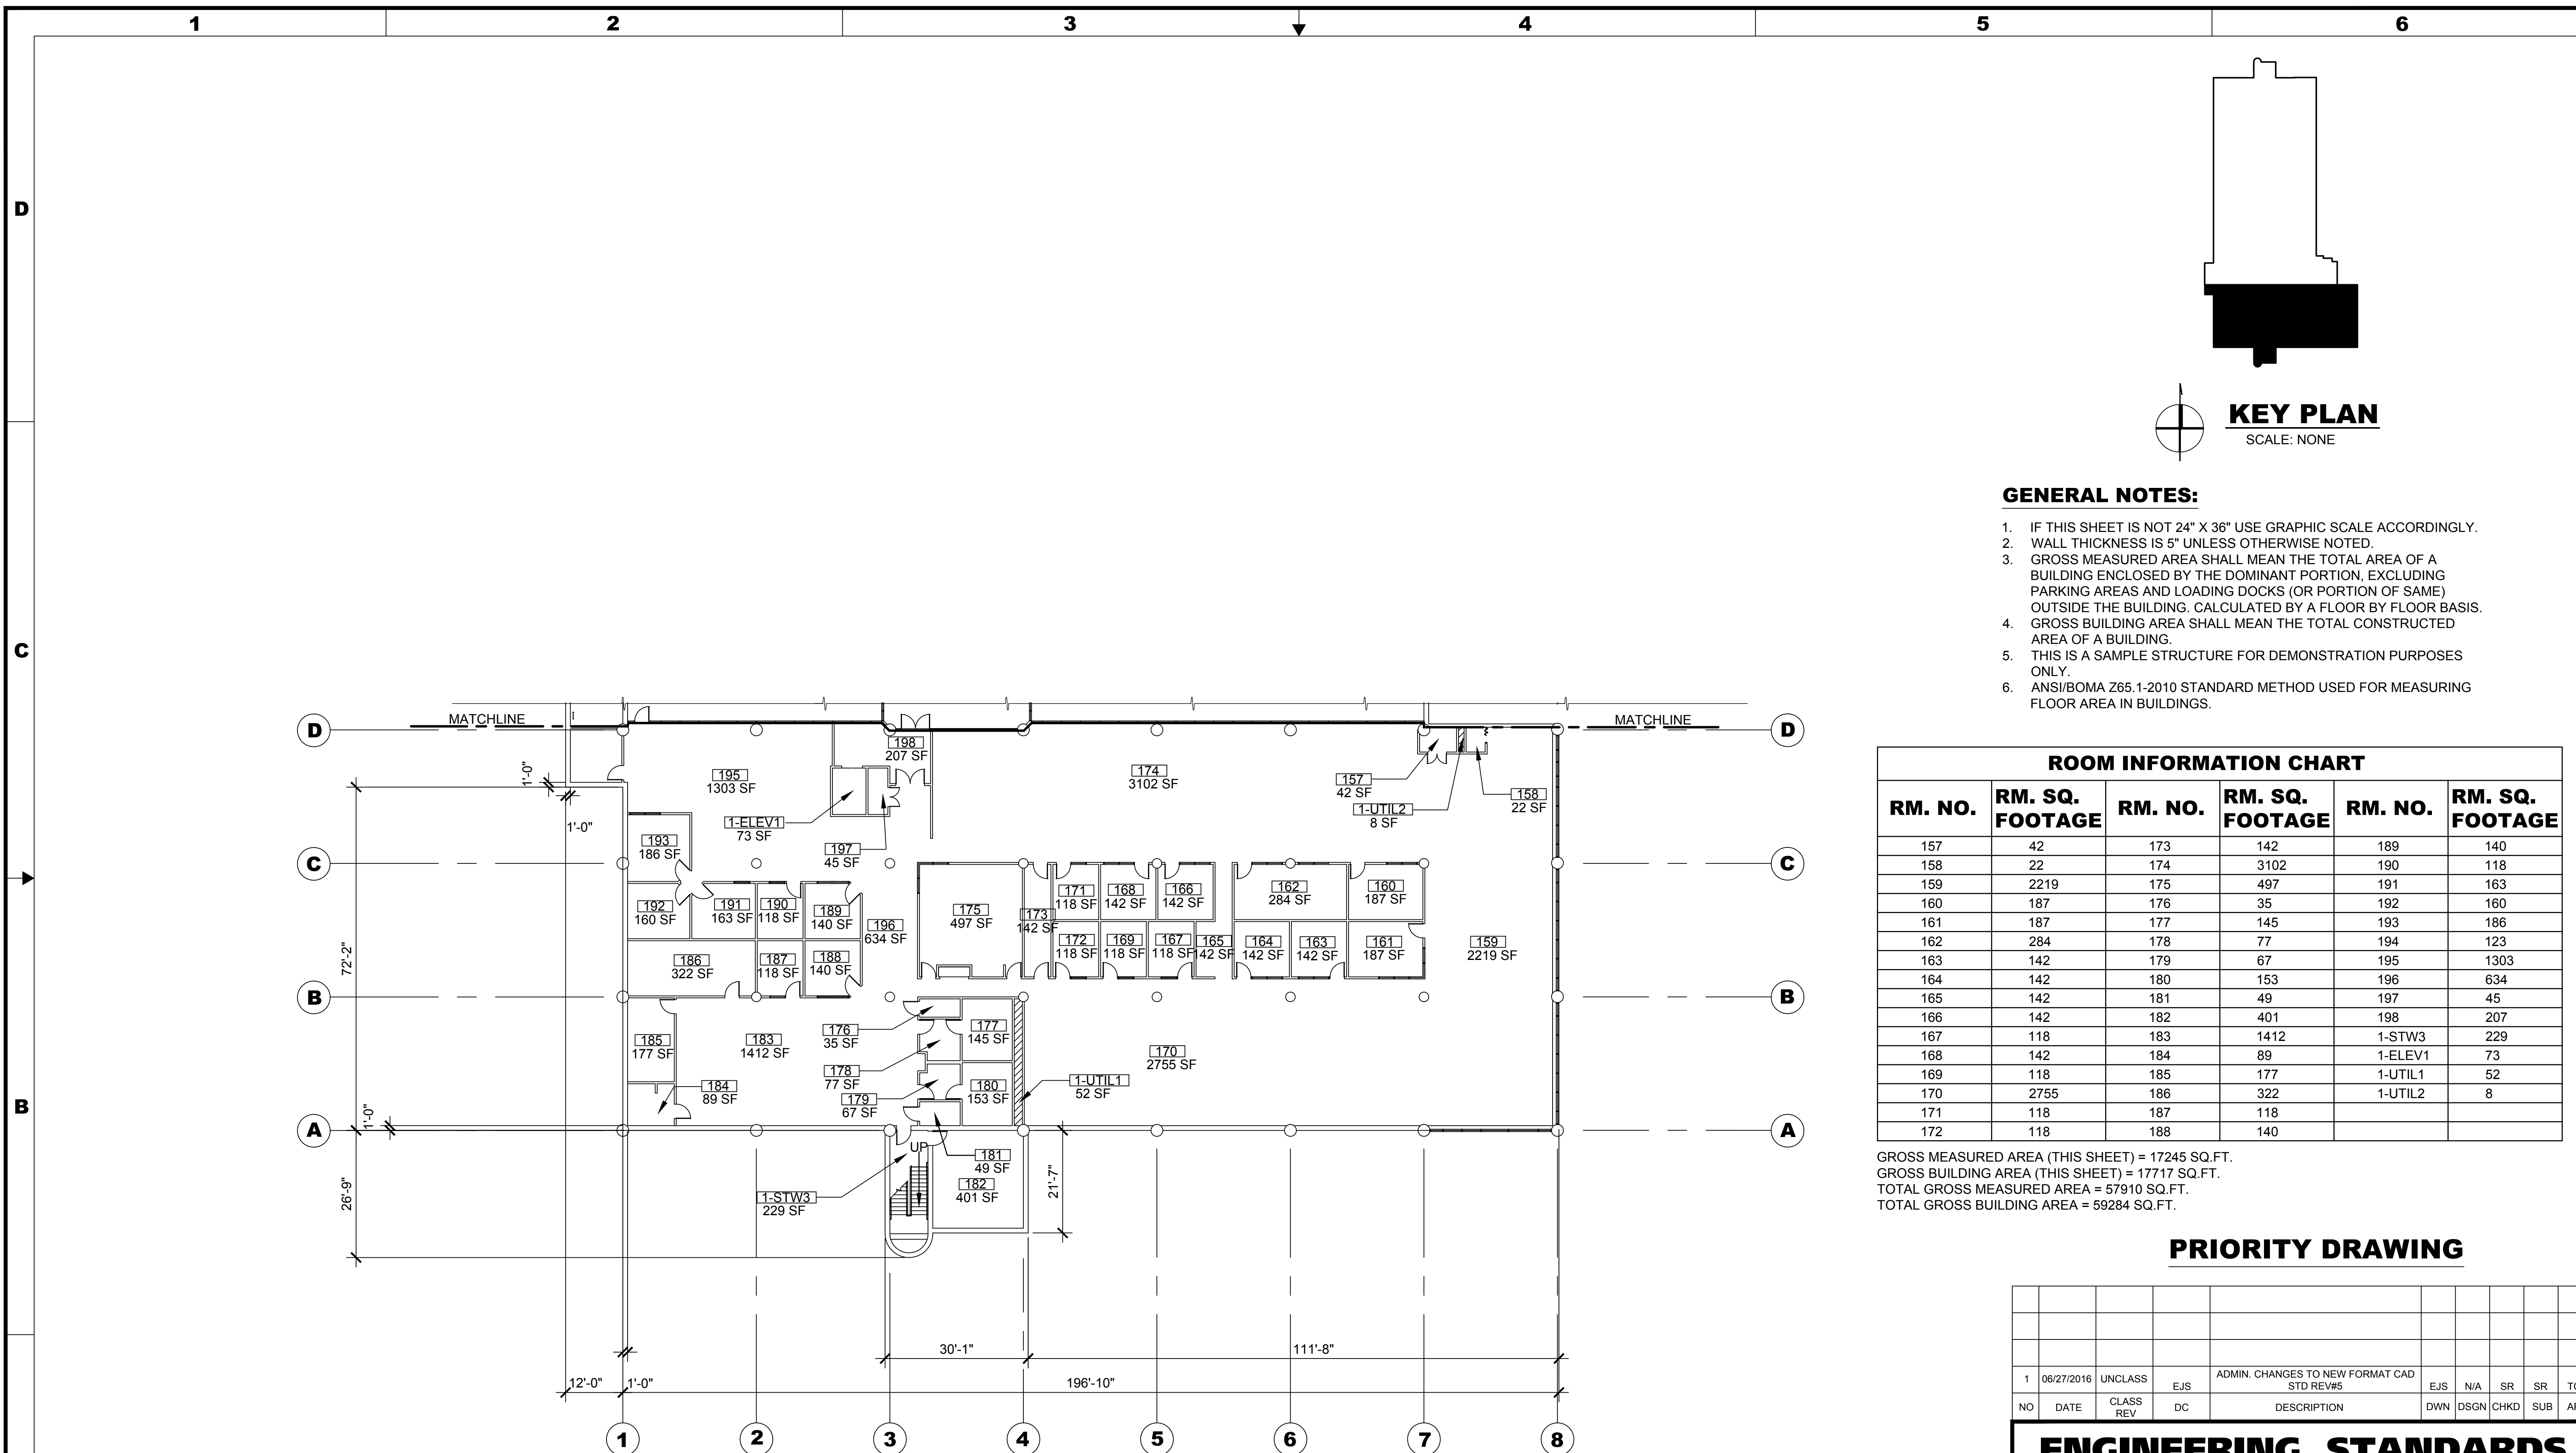 1 2 3 4 5 6
D
KEY PLAN
SCALE: NONE
GENERAL NOTES:
1. IF THIS SHEET IS NOT 24" X 36" USE GRAPHIC SCALE ACCORDINGLY.
2. WALL THICKNESS IS 5" UNLESS OTHERWISE NOTED.
3. GROSS MEASURED AREA SHALL MEAN THE TOTAL AREA OF A
BUILDING ENCLOSED BY THE DOMINANT PORTION, EXCLUDING
PARKING AREAS AND LOADING DOCKS (OR PORTION OF SAME)
OUTSIDE THE BUILDING. CALCULATED BY A FLOOR BY FLOOR BASIS.
4. GROSS BUILDING AREA SHALL MEAN THE TOTAL CONSTRUCTED
AREA OF A BUILDING.
5. THIS IS A SAMPLE STRUCTURE FOR DEMONSTRATION PURPOSES
ONLY.
6. ANSI/BOMA Z65.1-2010 STANDARD METHOD USED FOR MEASURING
FLOOR AREA IN BUILDINGS.
C
B
MATCHLINE
MATCHLINE
D
D
C
C
B
B
A
A
198
207 SF
195
1303 SF
174
3102 SF
157
42 SF
158
22 SF
1-UTIL2
8 SF
1-ELEV1
73 SF
197
45 SF
193
186 SF
192
160 SF
191
163 SF
190
118 SF
189
140 SF
196
634 SF
175
497 SF
173
142 SF
171
118 SF
168
142 SF
166
142 SF
162
284 SF
160
187 SF
172
118 SF
169
118 SF
167
118 SF
165
142 SF
164
142 SF
163
142 SF
161
187 SF
159
2219 SF
186
322 SF
187
118 SF
188
140 SF
185
177 SF
183
1412 SF
176
35 SF
177
145 SF
178
77 SF
184
89 SF
179
67 SF
180
153 SF
170
2755 SF
1-UTIL1
52 SF
UP
181
49 SF
182
401 SF
1-STW3
229 SF
1'-0"
1'-0"
72'-2"
1'-0"
26'-9"
21'-7"
30'-1"
111'-8"
12'-0"
1'-0"
196'-10"
1 2 3 4 5 6 7 8
ROOM INFORMATION CHART
RM. NO. RM. SQ. FOOTAGE RM. NO. RM. SQ. FOOTAGE RM. NO. RM. SQ. FOOTAGE
157 42 173 142 189 140
158 22 174 3102 190 118
159 2219 175 497 191 163
160 187 176 35 192 160
161 187 177 145 193 186
162 284 178 77 194 123
163 142 179 67 195 1303
164 142 180 153 196 634
165 142 181 49 197 45
166 142 182 401 198 207
167 118 183 1412 1-STW3 229
168 142 184 89 1-ELEV1 73
169 118 185 177 1-UTIL1 52
170 2755 186 322 1-UTIL2 8
171 118 187 118
172 118 188 140
GROSS MEASURED AREA (THIS SHEET) = 17245 SQ.FT.
GROSS BUILDING AREA (THIS SHEET) = 17717 SQ.FT.
TOTAL GROSS MEASURED AREA = 57910 SQ.FT.
TOTAL GROSS BUILDING AREA = 59284 SQ.FT.
PRIORITY DRAWING
1 06/27/2016 UNCLASS EJS ADMIN. CHANGES TO NEW FORMAT CAD STD REV#5 EJS N/A SR SR
NO DATE CLASS REV DC DESCRIPTION DWN DSGN CHKD SUB
ENGINEERING STANDARDS